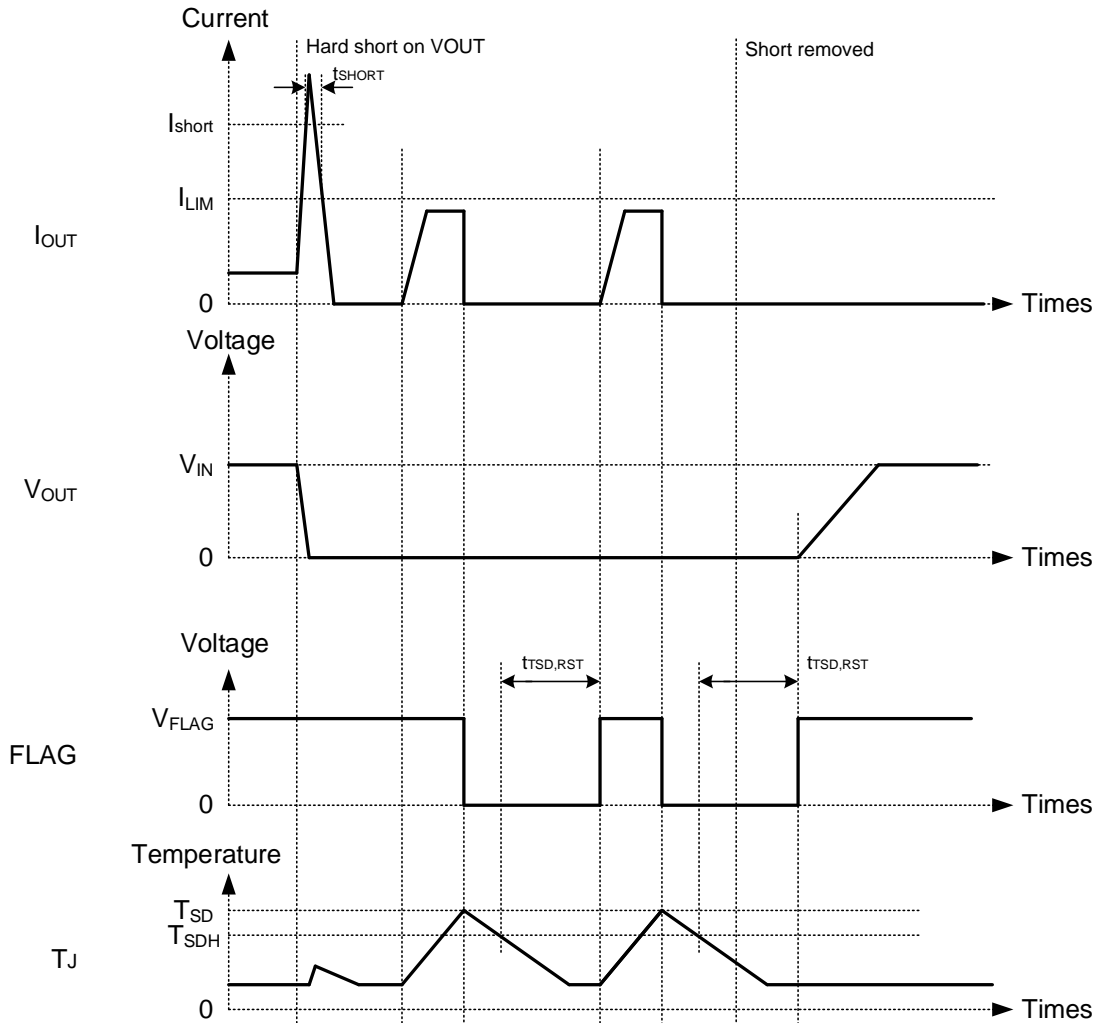 Current
Hard short on VOUT
Short removed
tSHORT
Ishort
ILIM
IOUT
0
Times
Voltage
VIN
VOUT
0
Times
Voltage
tTSD,RST
tTSD,RST
VFLAG
FLAG
0
Times
Temperature
TSD
TSDH
TJ
0
Times